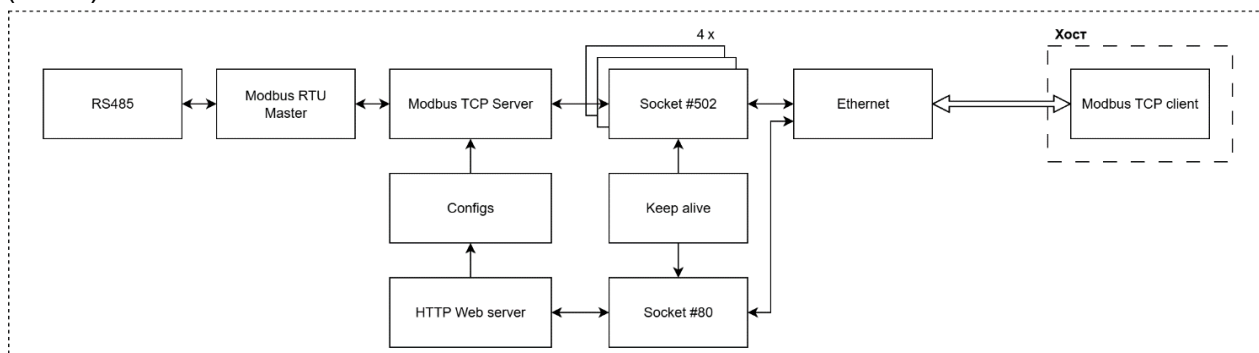 4 x
Хост
RS485
Modbus RTU
Master
Modbus TCP Server
Socket #502
Ethernet
Modbus TCP client
Configs
Keep alive
HTTP Web server
Socket #80